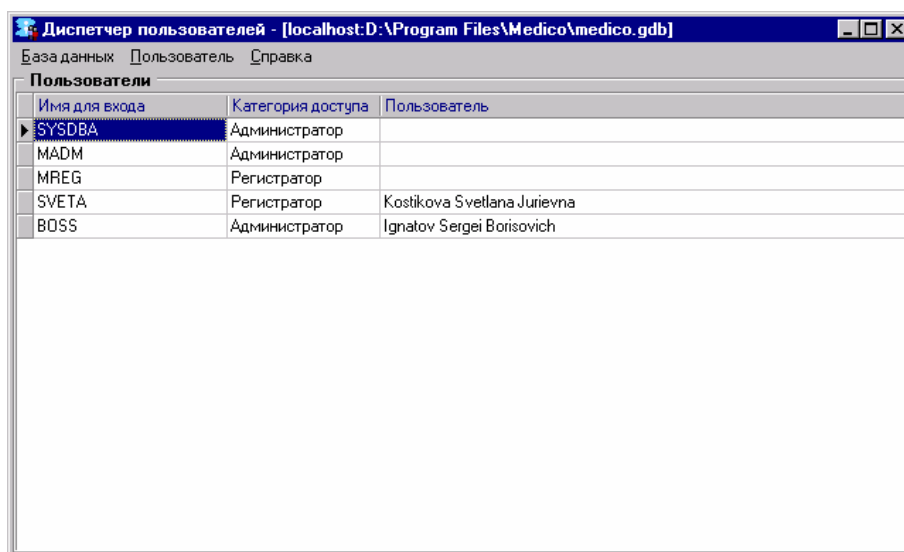 Диспетчер пользователей - [localhost:D:\Program Files\Medico\medico.gdb]
База данных Пользователь Справка
Пользователи
Имя для входа Категория доступа Пользователь
SYSDBA Администратор
MADM Администратор
MREG Регистратор
SVETA Регистратор Kostikova Svetlana Jurievna
BOSS Администратор Ignatov Sergei Borisovich